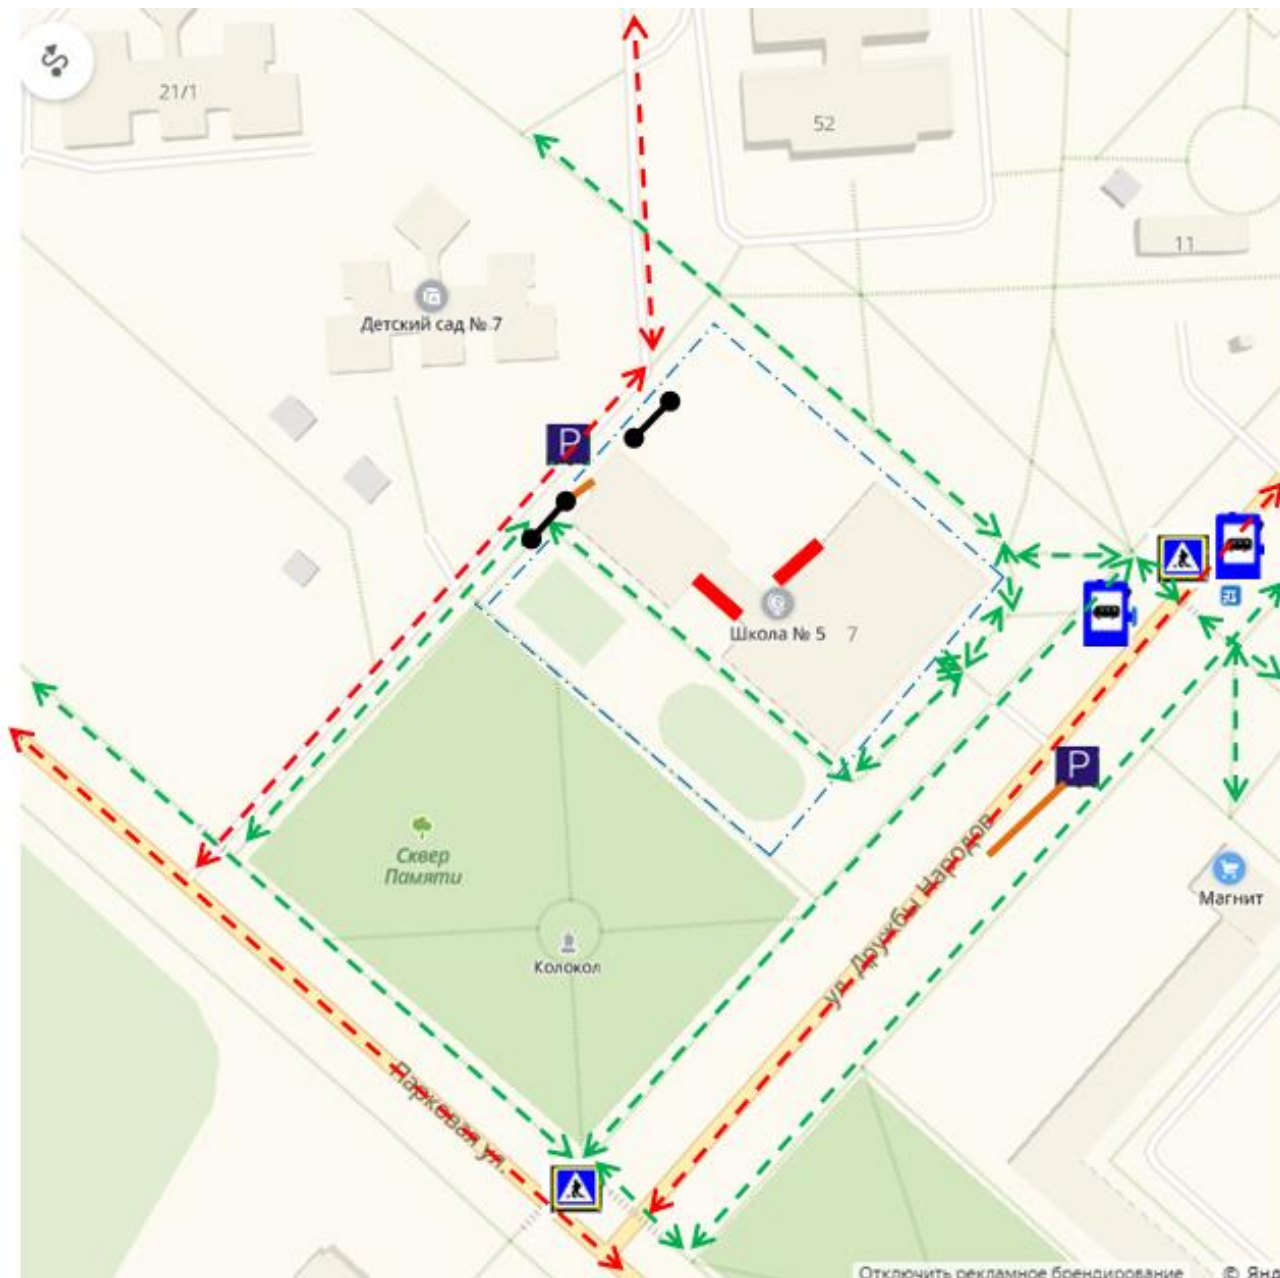 21/1
52
11
Детский сад № 7
P
Школа № 5
7
P
ул. Дружбы Народов
Сквер
Памяти
Магнит
Колокол
Парковая ул.
Отключить рекламное брендирование
© Янд